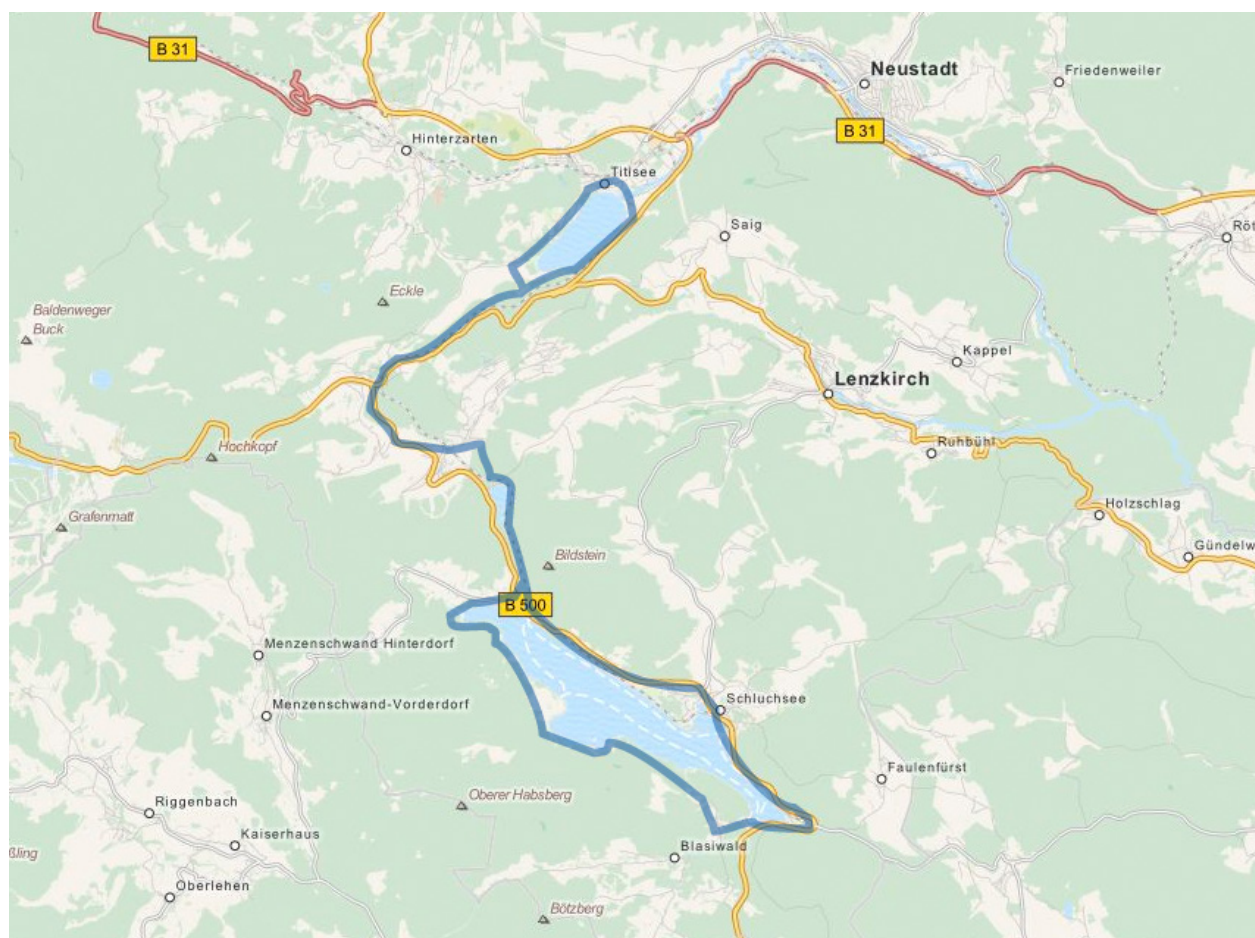 B 31
Neustadt
Friedenweiler
B 31
Hinterzarten
Titisee
Saig
Röt
Eckle
Baldenweger
Buck
Kappel
Lenzkirch
Hochkopf
Ruhbühl
Holzschlag
Grafenmatt
Gündelw
Bildstein
B 500
Menzenschwand Hinterdorf
Schluchsee
Menzenschwand-Vorderdorf
Faulenfürst
Oberer Habsberg
Riggenbach
Kaiserhaus
Blasiwald
ßling
Oberlehen
Bötzberg